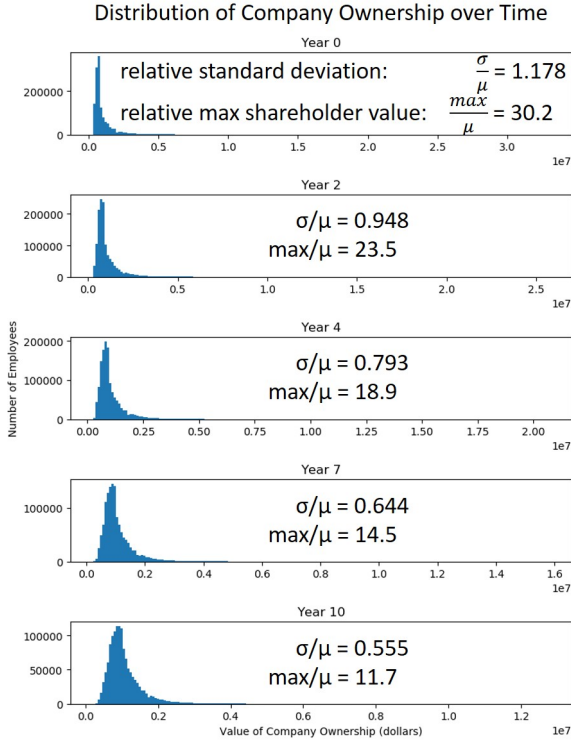 Distribution of Company Ownership over Time
Year 0
relative standard deviation: σ/μ = 1.178
relative max shareholder value: max/μ = 30.2
200000
0
0.0 0.5 1.0 1.5 2.0 2.5 3.0
1e7
Year 2
σ/μ = 0.948
max/μ = 23.5
200000
100000
0
0.0 0.5 1.0 1.5 2.0 2.5
1e7
Year 4
σ/μ = 0.793
max/μ = 18.9
200000
100000
0
0.00 0.25 0.50 0.75 1.00 1.25 1.50 1.75 2.00
1e7
Number of Employees
Year 7
σ/μ = 0.644
max/μ = 14.5
100000
0
0.0 0.2 0.4 0.6 0.8 1.0 1.2 1.4 1.6
1e7
Year 10
σ/μ = 0.555
max/μ = 11.7
100000
50000
0
0.0 0.2 0.4 0.6 0.8 1.0 1.2
1e7
Value of Company Ownership (dollars)